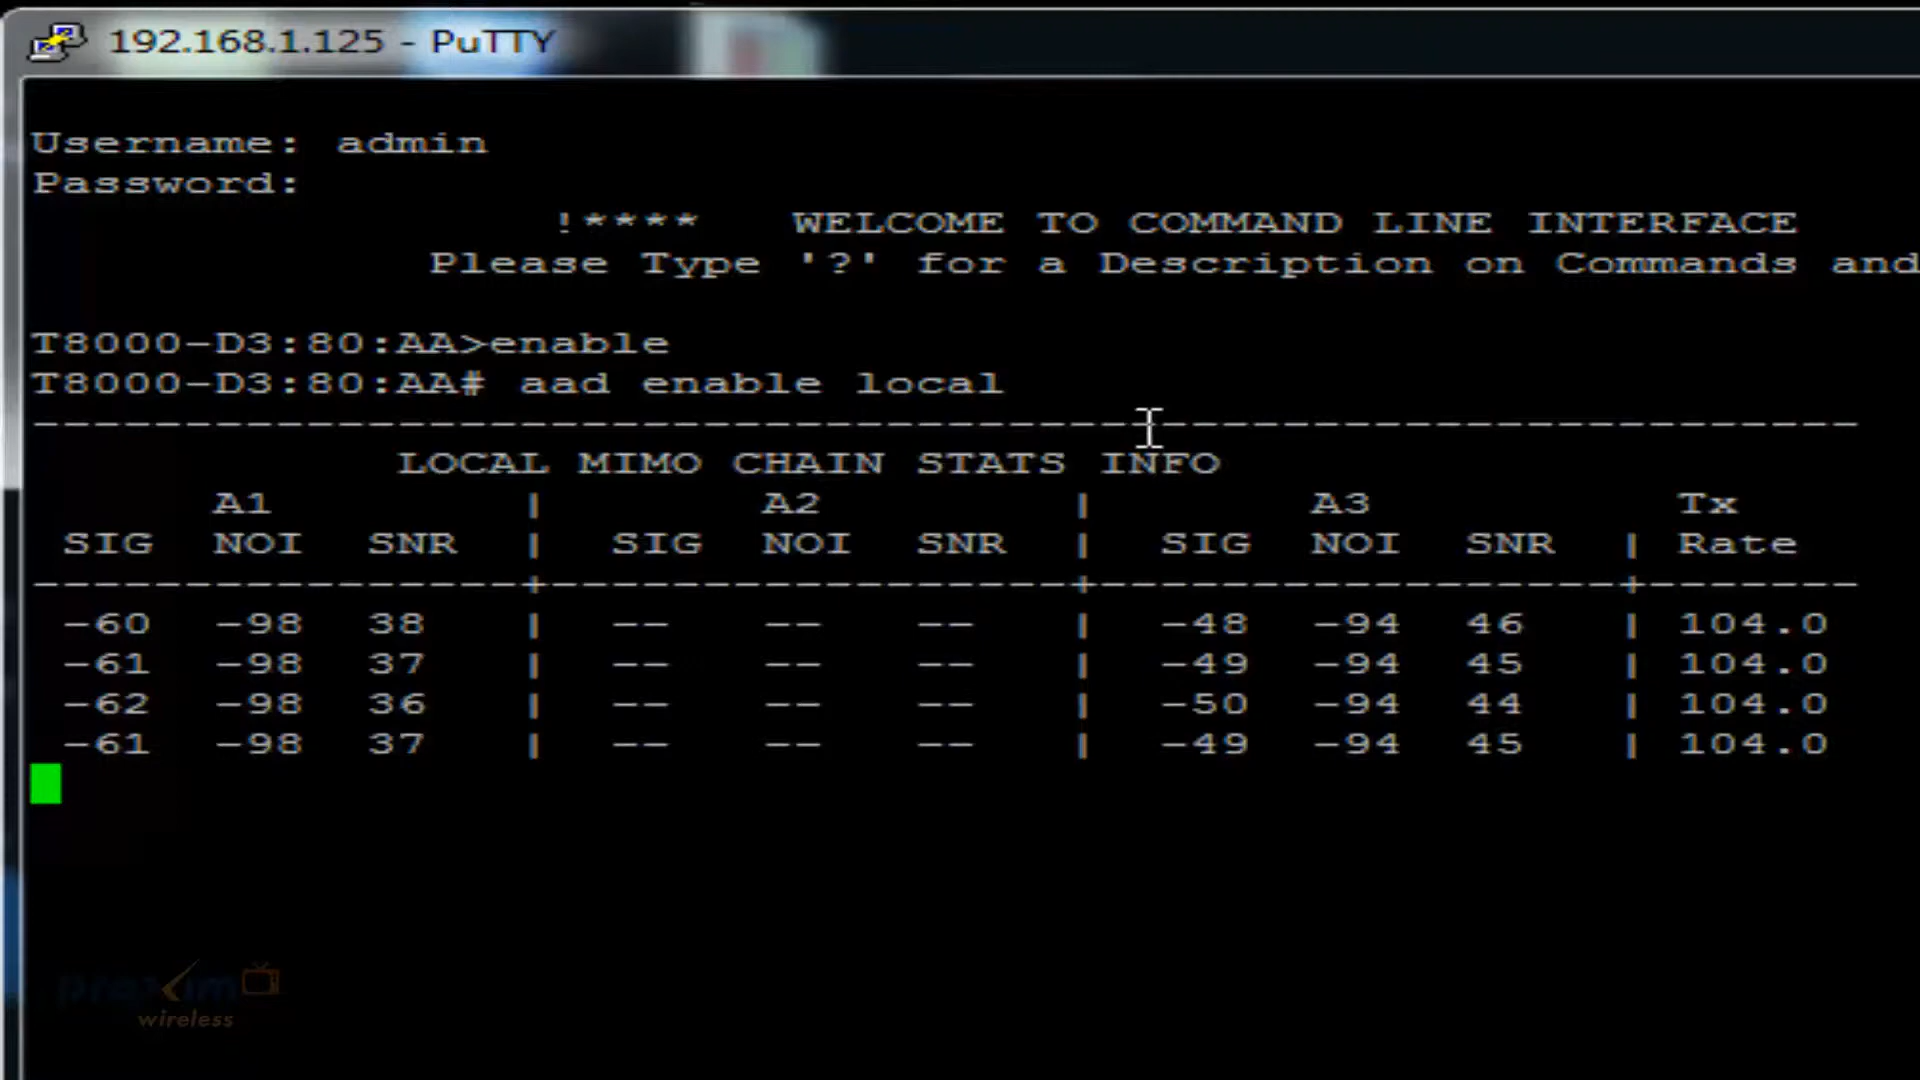 192.168.1.125 - PuTTY
Username: admin
Password:
!**** WELCOME TO COMMAND LINE INTERFACE
Please Type '?' for a Description on Commands and
T8000-D3:80:AA>enable
T8000-D3:80:AA# aad enable local
------------------------------------------------------------
LOCAL MIMO CHAIN STATS INFO
A1 | A2 | A3 Tx
SIG NOI SNR | SIG NOI SNR | SIG NOI SNR | Rate
----------------+-----------------+-----------------+-------
-60 -98 38 | -- -- -- | -48 -94 46 | 104.0
-61 -98 37 | -- -- -- | -49 -94 45 | 104.0
-62 -98 36 | -- -- -- | -50 -94 44 | 104.0
-61 -98 37 | -- -- -- | -49 -94 45 | 104.0
proxim
wireless